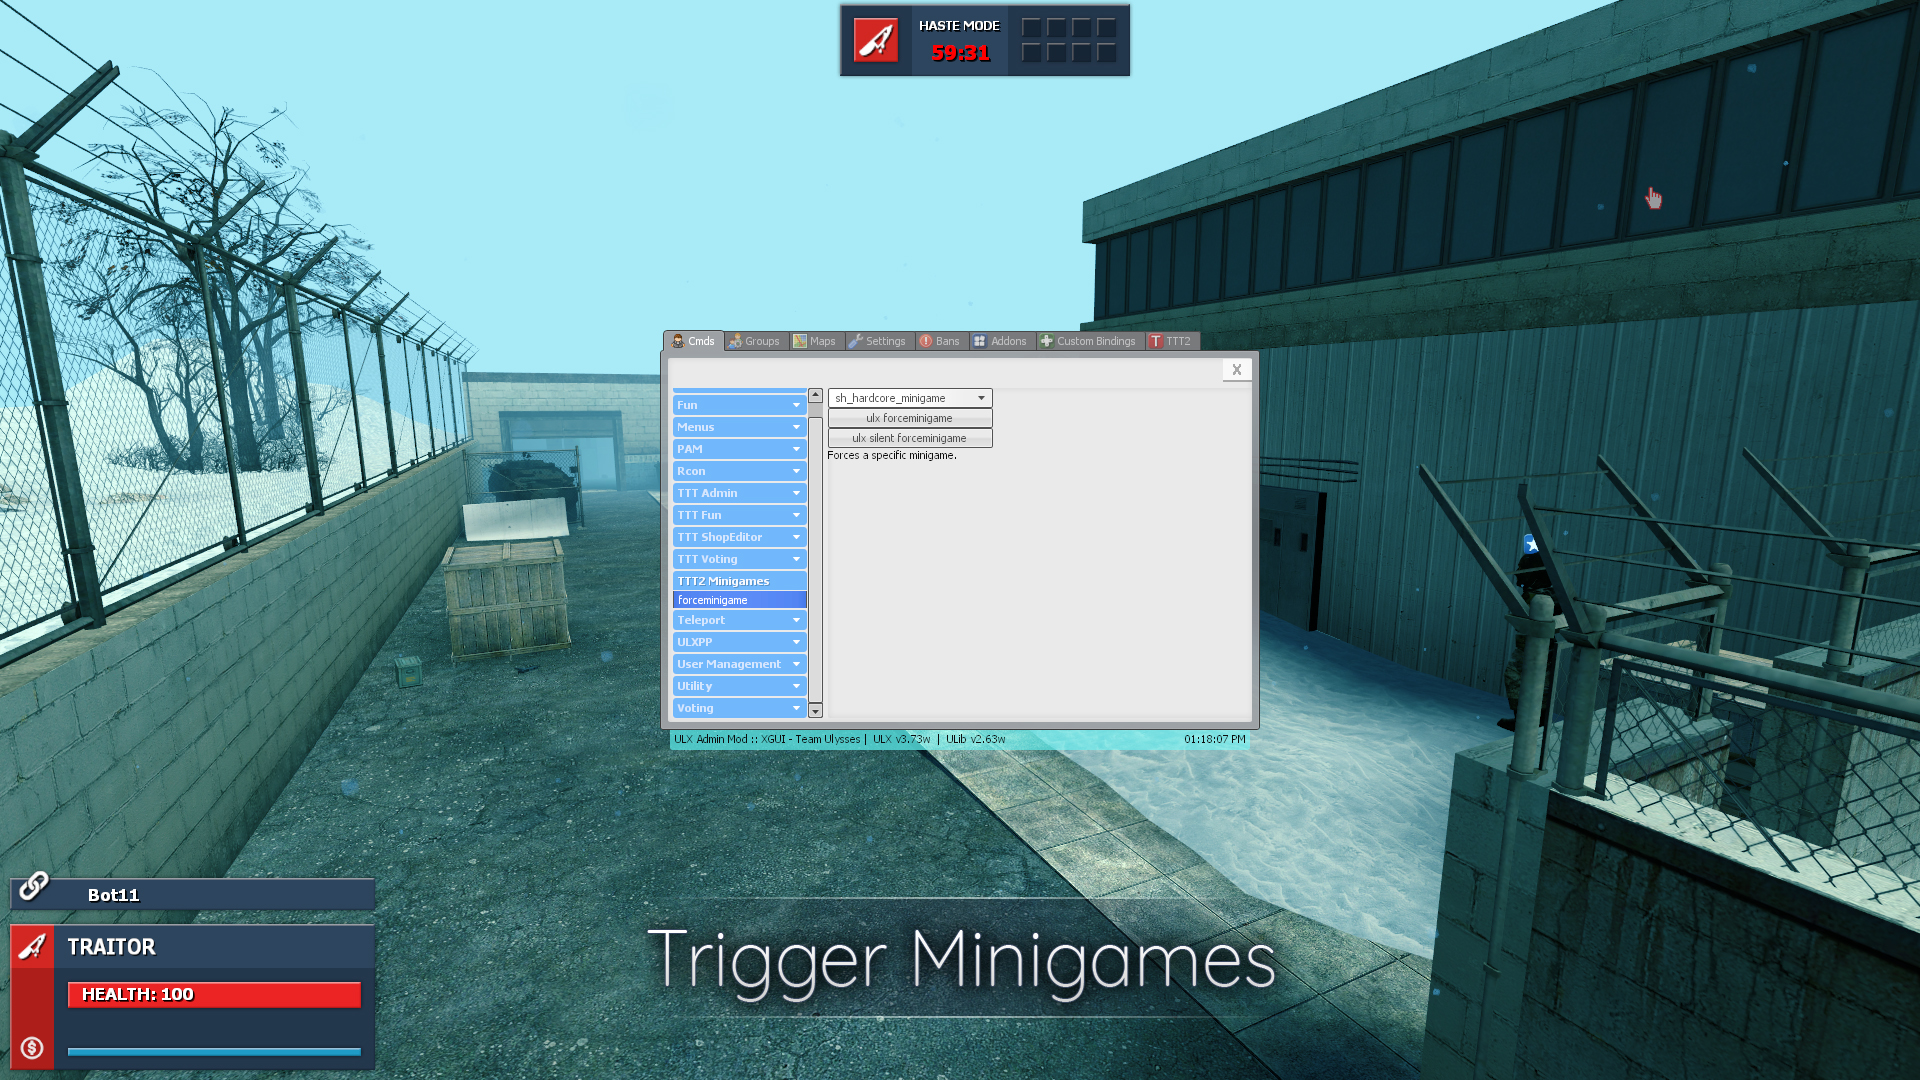 HASTE MODE
59:31
Cmds Groups Maps Settings Bans Addons Custom Bindings TTT2
X
Fun
Menus
PAM
Rcon
TTT Admin
TTT Fun
TTT ShopEditor
TTT Voting
TTT2 Minigames
forceminigame
Teleport
ULXPP
User Management
Utility
Voting
sh_hardcore_minigame
ulx forceminigame
ulx silent forceminigame
Forces a specific minigame.
ULX Admin Mod :: XGUI - Team Ulysses | ULX v3.73w | ULib v2.63w 01:18:07 PM
Bot11
TRAITOR
HEALTH: 100
Trigger Minigames